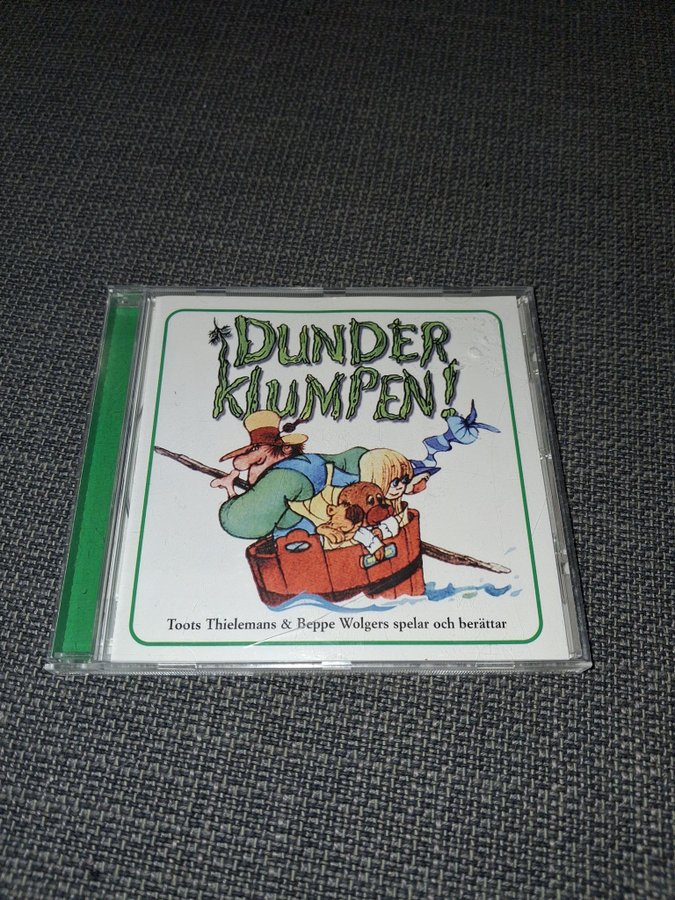 DUNDER
KLUMPEN!
Toots Thielemans & Beppe Wolgers spelar och berättar